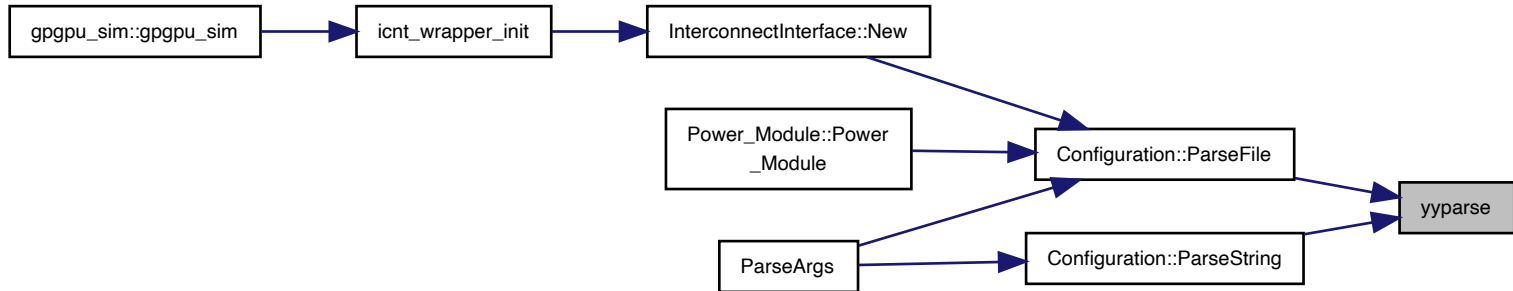 gpgpu_sim::gpgpu_sim
icnt_wrapper_init
InterconnectInterface::New
Power_Module::Power
_Module
Configuration::ParseFile
yyparse
ParseArgs
Configuration::ParseString